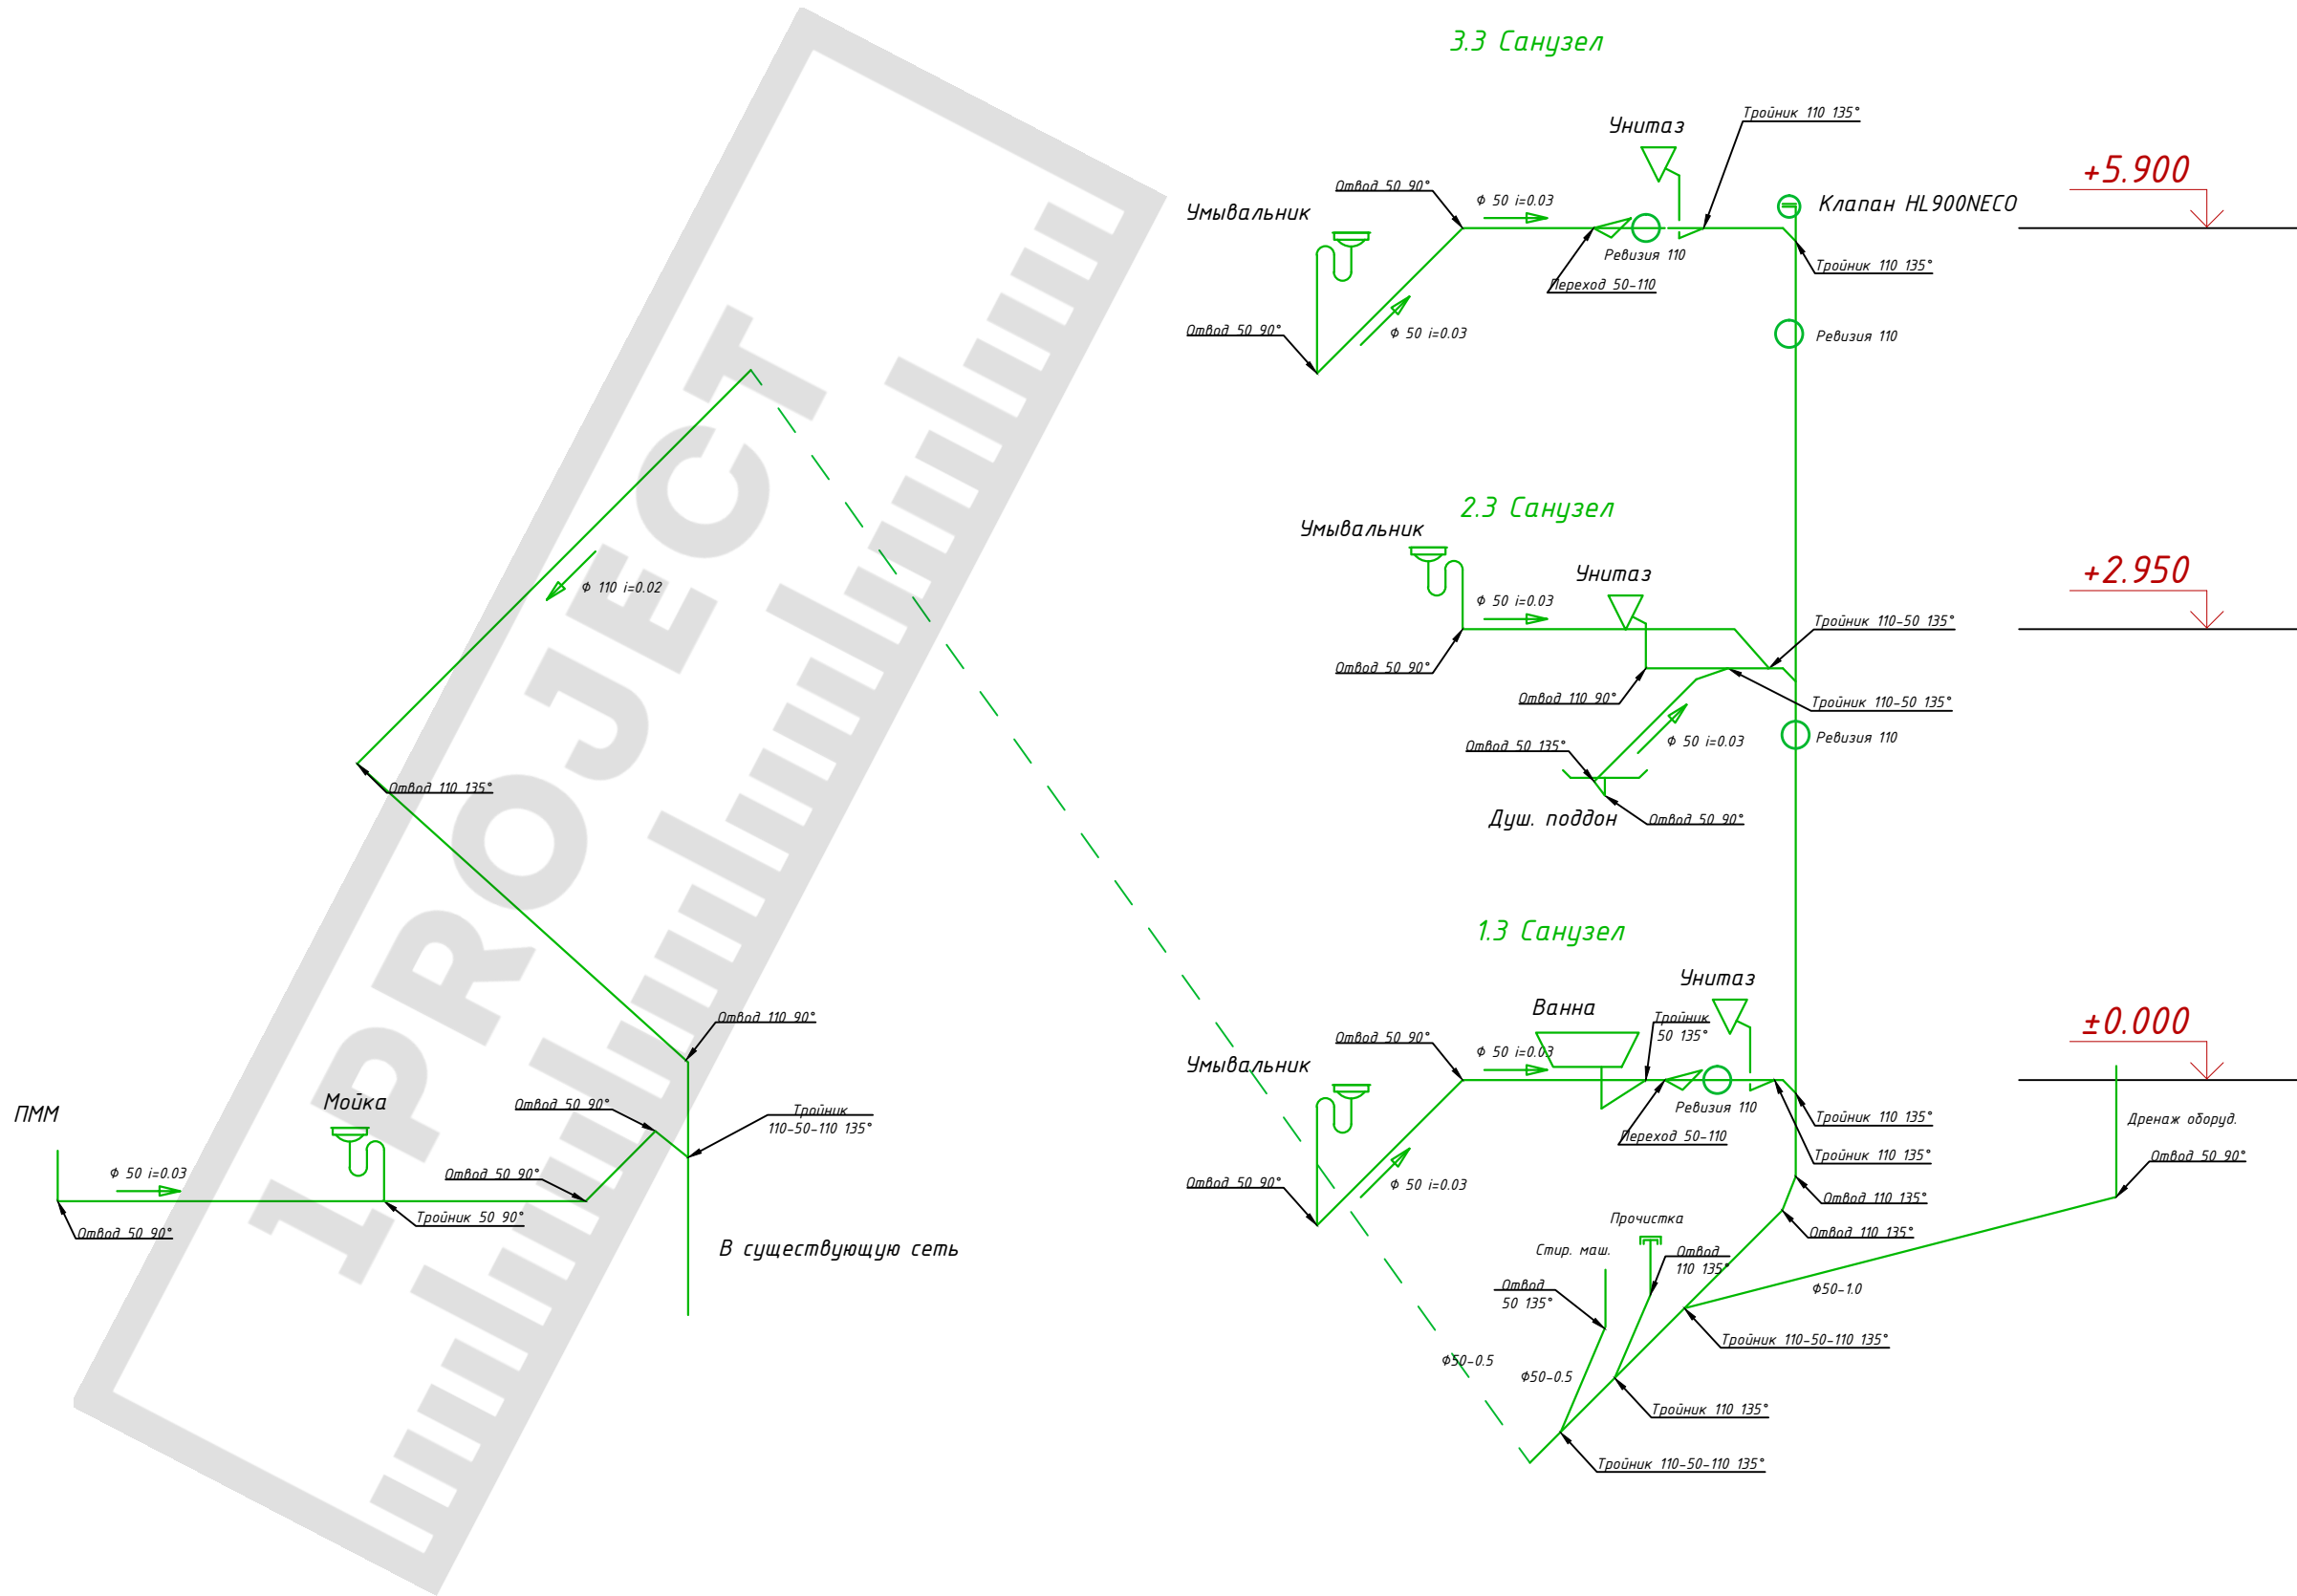 3.3 Санузел
Тройник 110 135°
Унитаз
+5.900
Отвод 50 90°
ϕ 50 i=0.03
Клапан HL900NECO
Умывальник
Ревизия 110
Тройник 110 135°
Переход 50-110
Отвод 50 90°
ϕ 50 i=0.03
Ревизия 110
2.3 Санузел
Умывальник
Унитаз
+2.950
ϕ 50 i=0.03
Тройник 110-50 135°
Отвод 50 90°
Отвод 110 90°
Тройник 110-50 135°
Отвод 50 135°
ϕ 50 i=0.03
Ревизия 110
Душ. поддон
Отвод 50 90°
ϕ 110 i=0.02
Отвод 110 135°
1.3 Санузел
Унитаз
Ванна
Тройник
50 135°
±0.000
Отвод 50 90°
ϕ 50 i=0.03
Умывальник
Ревизия 110
Переход 50-110
Тройник 110 135°
Тройник 110 135°
Дренаж оборуд.
Отвод 50 90°
Отвод 50 90°
ϕ 50 i=0.03
Отвод 110 135°
Отвод 110 135°
Прочистка
Стир. маш.
Отвод
110 135°
Отвод
50 135°
ϕ50-1.0
Тройник 110-50-110 135°
ϕ50-0.5
ϕ50-0.5
Тройник 110 135°
Тройник 110-50-110 135°
Отвод 110 90°
ПММ
Мойка
Отвод 50 90°
Тройник
110-50-110 135°
ϕ 50 i=0.03
Отвод 50 90°
Отвод 50 90°
Тройник 50 90°
В существующую сеть
1PROJECT